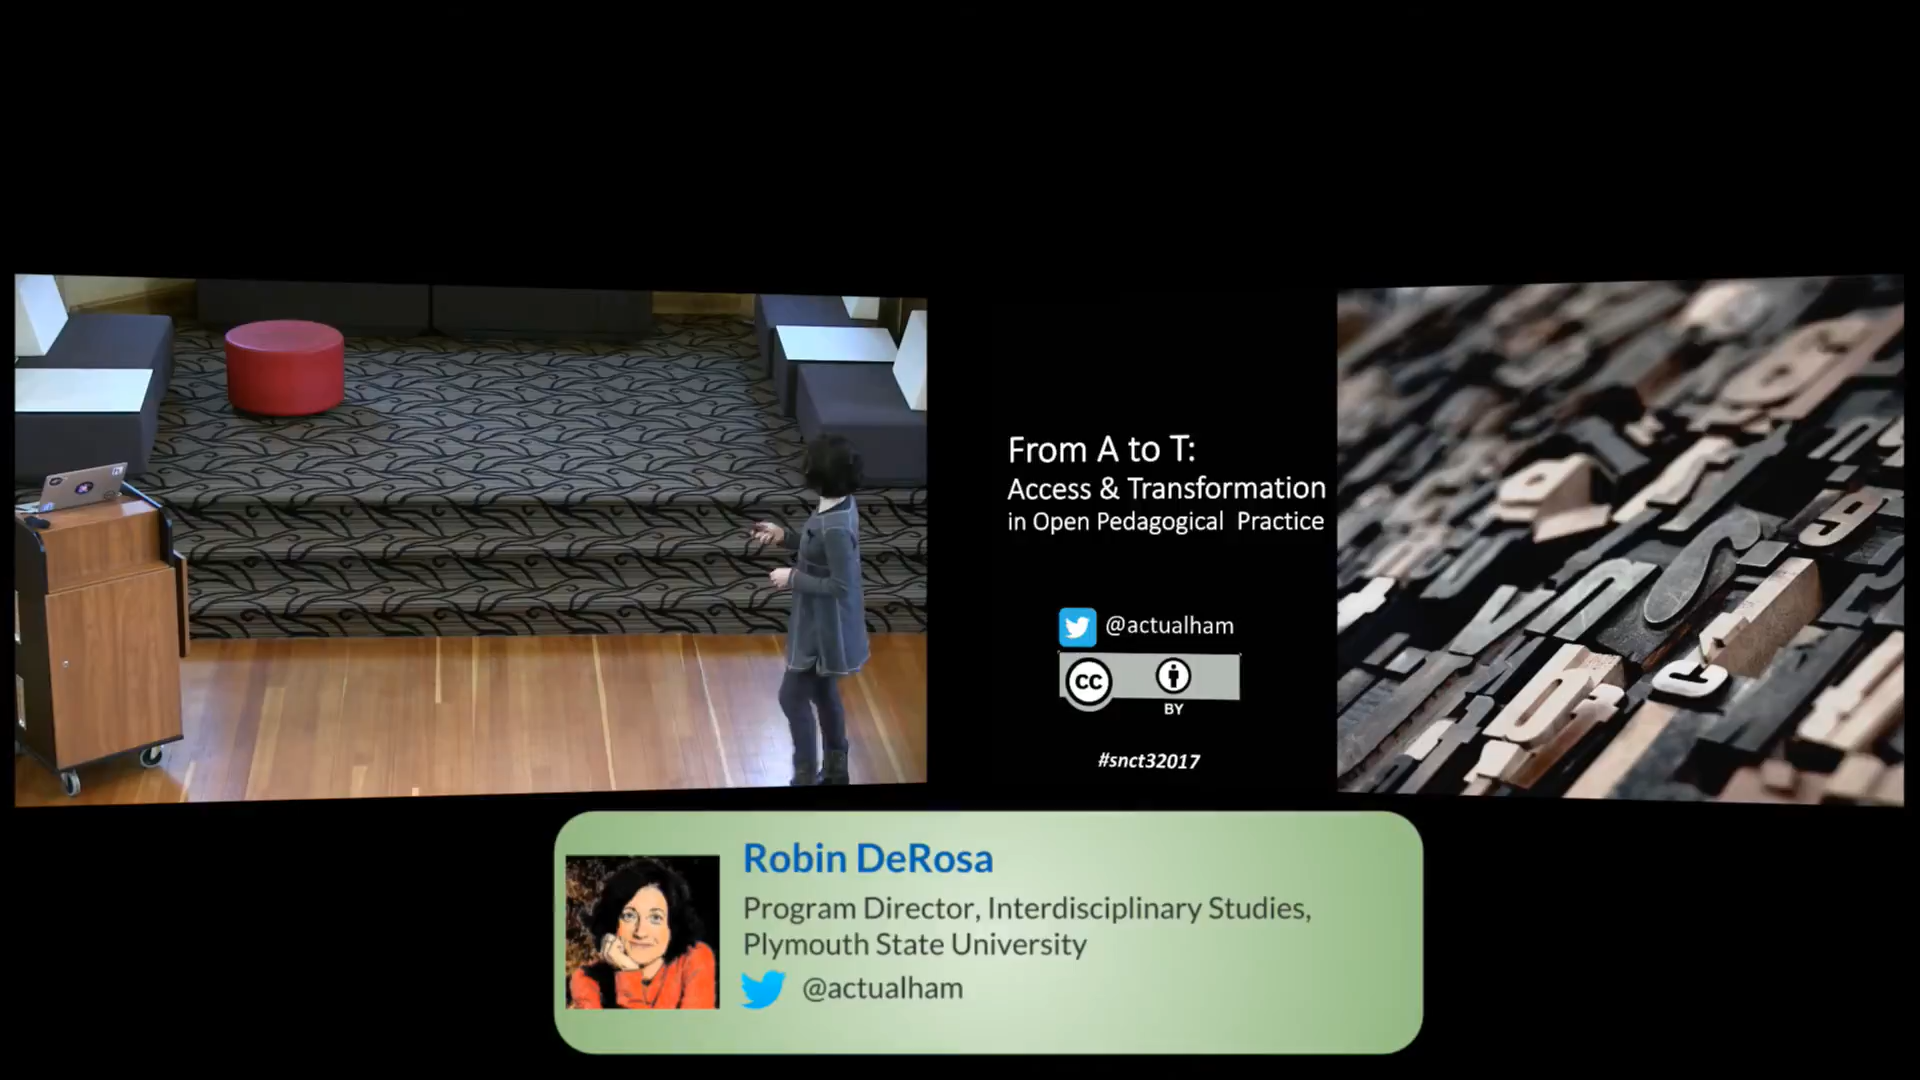 From A to T:
Access & Transformation
in Open Pedagogical Practice
@actualham
CC
BY
#snct32017
Robin DeRosa
Program Director, Interdisciplinary Studies,
Plymouth State University
@actualham